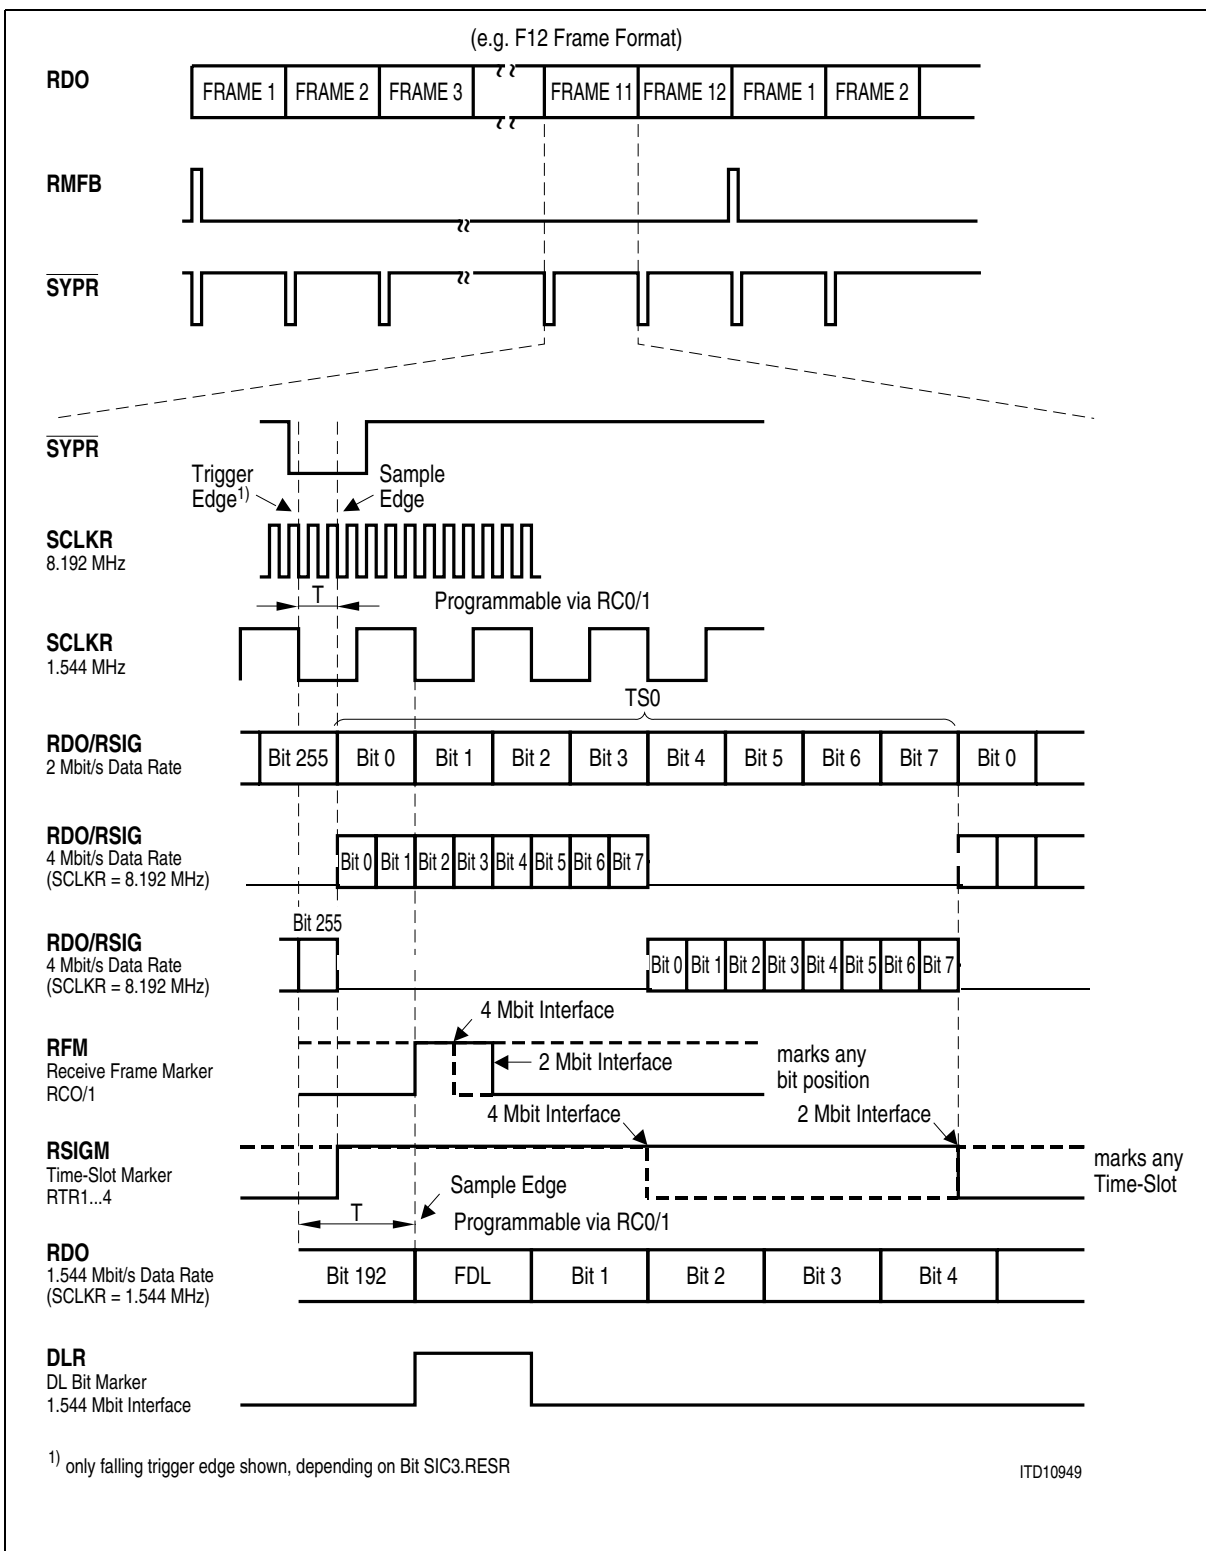 (e.g. F12 Frame Format)
RDO
FRAME 1 FRAME 2 FRAME 3 FRAME 11 FRAME 12 FRAME 1 FRAME 2
RMFB
SYPR
SYPR
Trigger
Edge1)
Sample
Edge
SCLKR
8.192 MHz
T
Programmable via RC0/1
SCLKR
1.544 MHz
TS0
RDO/RSIG
2 Mbit/s Data Rate
Bit 255 Bit 0 Bit 1 Bit 2 Bit 3 Bit 4 Bit 5 Bit 6 Bit 7 Bit 0
RDO/RSIG
4 Mbit/s Data Rate
(SCLKR = 8.192 MHz)
Bit 0 Bit 1 Bit 2 Bit 3 Bit 4 Bit 5 Bit 6 Bit 7
Bit 255
RDO/RSIG
4 Mbit/s Data Rate
(SCLKR = 8.192 MHz)
Bit 0 Bit 1 Bit 2 Bit 3 Bit 4 Bit 5 Bit 6 Bit 7
4 Mbit Interface
RFM
Receive Frame Marker
RCO/1
2 Mbit Interface
marks any
bit position
4 Mbit Interface
2 Mbit Interface
RSIGM
Time-Slot Marker
RTR1...4
marks any
Time-Slot
T
Sample Edge
Programmable via RC0/1
RDO
1.544 Mbit/s Data Rate
(SCLKR = 1.544 MHz)
Bit 192 FDL Bit 1 Bit 2 Bit 3 Bit 4
DLR
DL Bit Marker
1.544 Mbit Interface
1) only falling trigger edge shown, depending on Bit SIC3.RESR
ITD10949